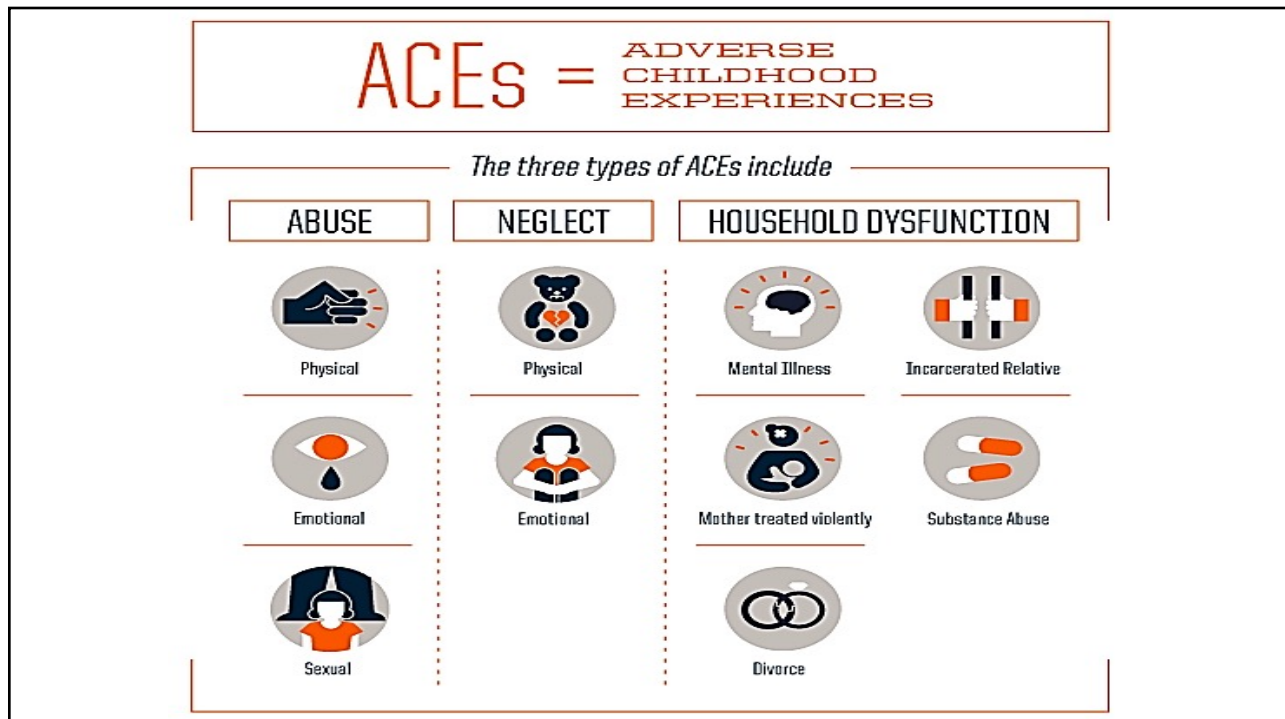 ACEs = ADVERSE
CHILDHOOD
EXPERIENCES
The three types of ACEs include
ABUSE
Physical
Emotional
Sexual
NEGLECT
Physical
Emotional
HOUSEHOLD DYSFUNCTION
Mental Illness
Incarcerated Relative
Mother treated violently
Substance Abuse
Divorce